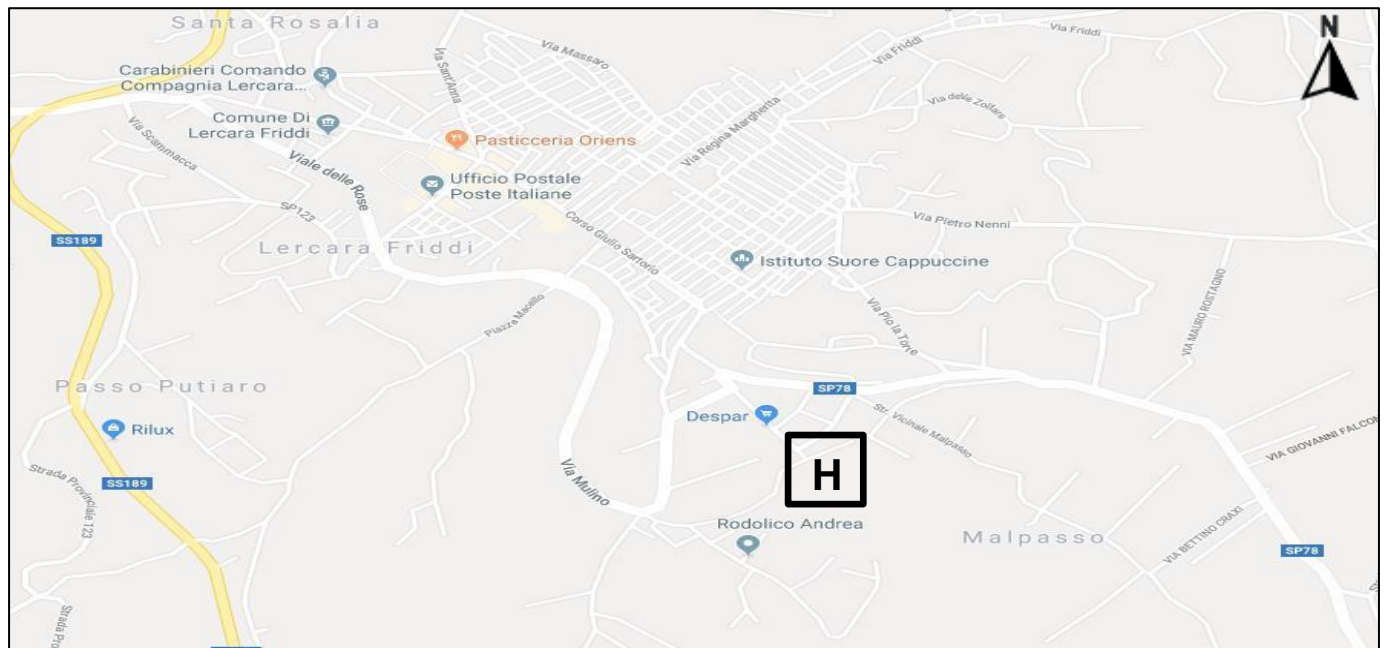 Santa Rosalia
N
Via Friddi
Via Friddi
Via Massaro
Via Sant'Anna
Carabinieri Comando
Compagnia Lercara...
Comune Di
Lercara Friddi
Via delle Zolfare
Via Regina Margherita
Via Scammacca
Pasticceria Oriens
Viale delle Rose
Ufficio Postale
Poste Italiane
SP123
Corso Giulio Sartorio
Via Pietro Nenni
SS189
Lercara Friddi
Istituto Suore Cappuccine
Piazza Macillo
Via Pio la Torre
VIA MAURO ROSTAGNO
Passo Putiaro
SP78
Despar
Str. Vicinale Malpasso
Rilux
VIA GIOVANNI FALCON
H
Via Mulino
Strada Provinciale 123
SS189
Rodolico Andrea
Malpasso
VIA BETTINO CRAXI
SP78
Strada Pro